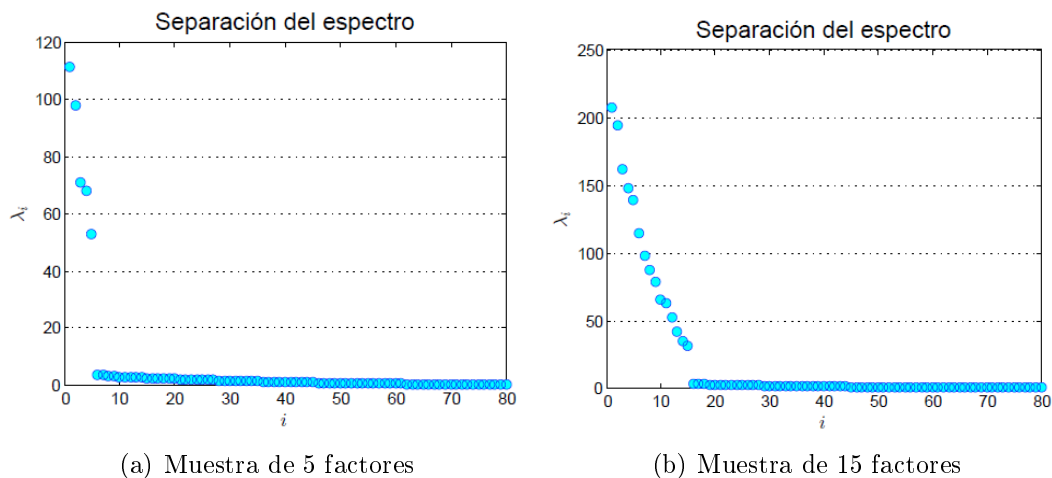 Separación del espectro
120
100
80
60
40
20
0
λi
0 10 20 30 40 50 60 70 80
i
(a) Muestra de 5 factores
Separación del espectro
250
200
150
100
50
0
λi
0 10 20 30 40 50 60 70 80
i
(b) Muestra de 15 factores